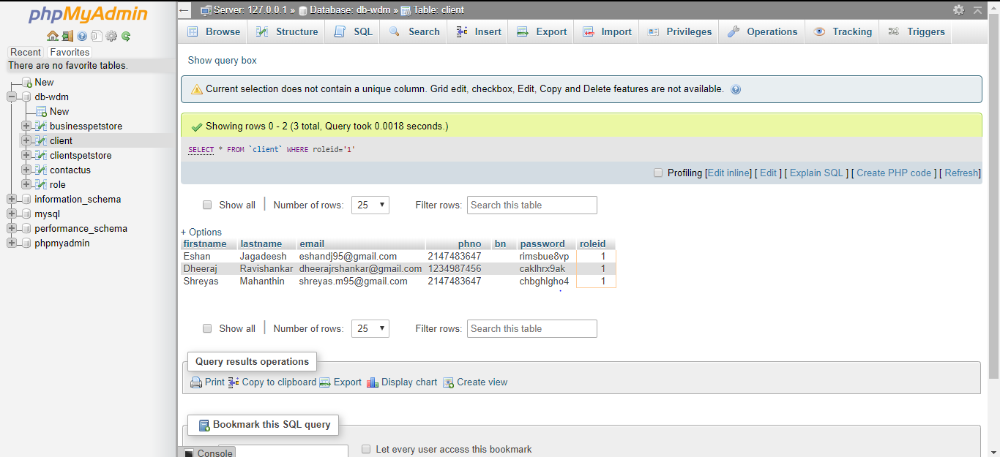 phpMyAdmin
Recent Favorites
There are no favorite tables.
New
db-wdm
New
businesspetstore
client
clientspetstore
contactus
role
information_schema
mysql
performance_schema
phpmyadmin
Server: 127.0.0.1 » Database: db-wdm » Table: client
Browse Structure SQL Search Insert Export Import Privileges Operations Tracking Triggers
Show query box
Current selection does not contain a unique column. Grid edit, checkbox, Edit, Copy and Delete features are not available.
Showing rows 0 - 2 (3 total, Query took 0.0018 seconds.)
SELECT * FROM `client` WHERE roleid='1'
Profiling [Edit inline] [ Edit ] [ Explain SQL ] [ Create PHP code ] [ Refresh]
Show all | Number of rows: 25 Filter rows: Search this table
+ Options
firstname lastname email phno bn password roleid
Eshan Jagadeesh eshandj95@gmail.com 2147483647 rimsbue8vp 1
Dheeraj Ravishankar dheerajrshankar@gmail.com 1234987456 caklhrx9ak 1
Shreyas Mahanthin shreyas.m95@gmail.com 2147483647 chbghlgho4 1
Show all | Number of rows: 25 Filter rows: Search this table
Query results operations
Print Copy to clipboard Export Display chart Create view
Bookmark this SQL query
Let every user access this bookmark
Console